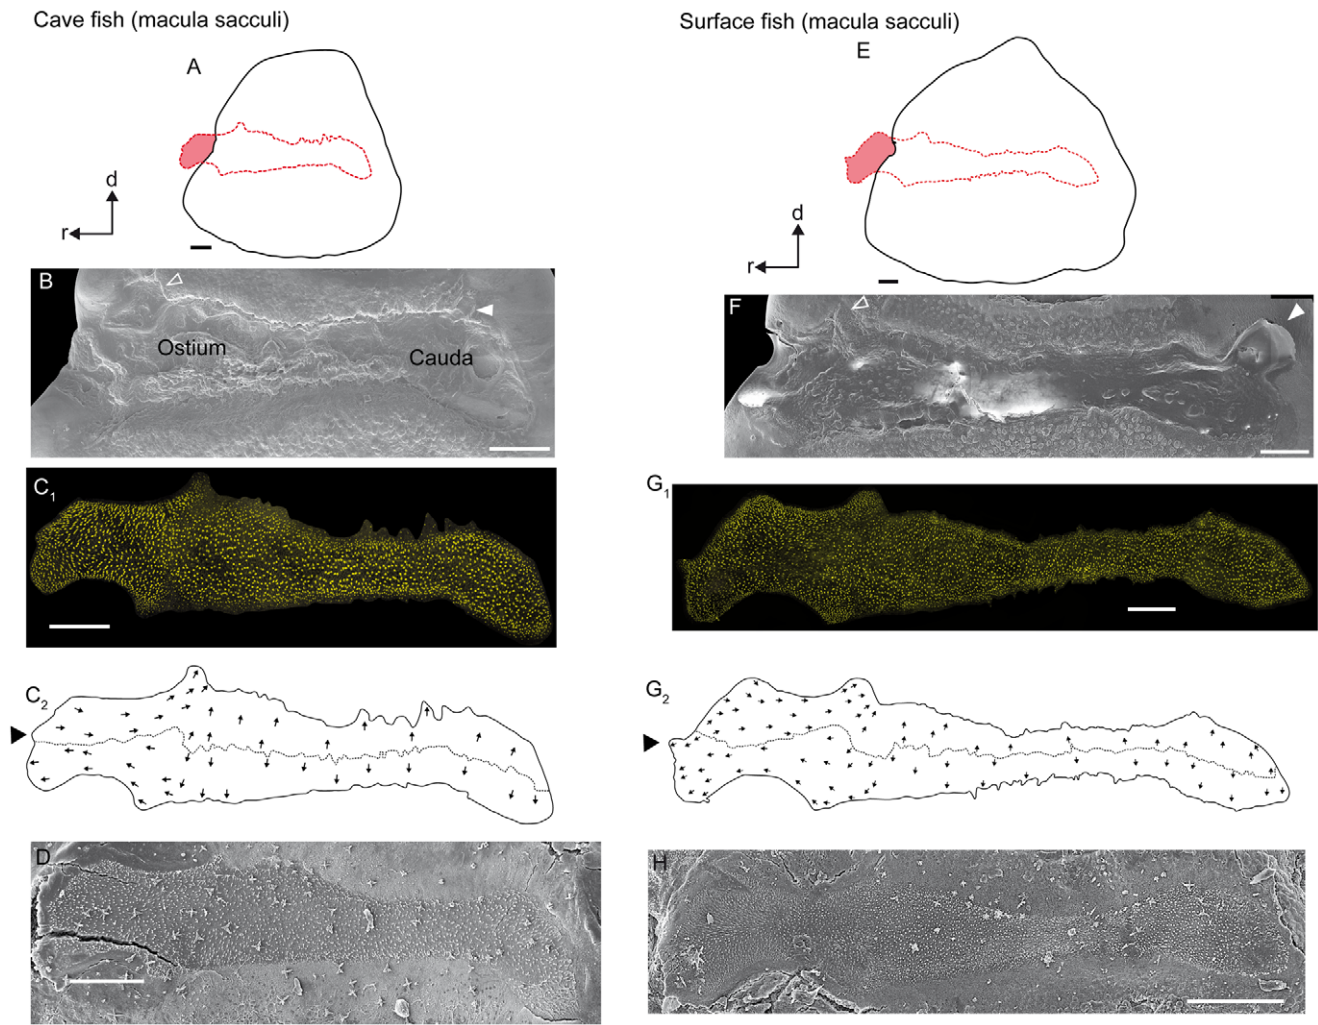 Cave fish (macula sacculi)
Surface fish (macula sacculi)
A
E
d
r
d
r
B
Ostium
Cauda
F
C1
G1
C2
G2
D
H